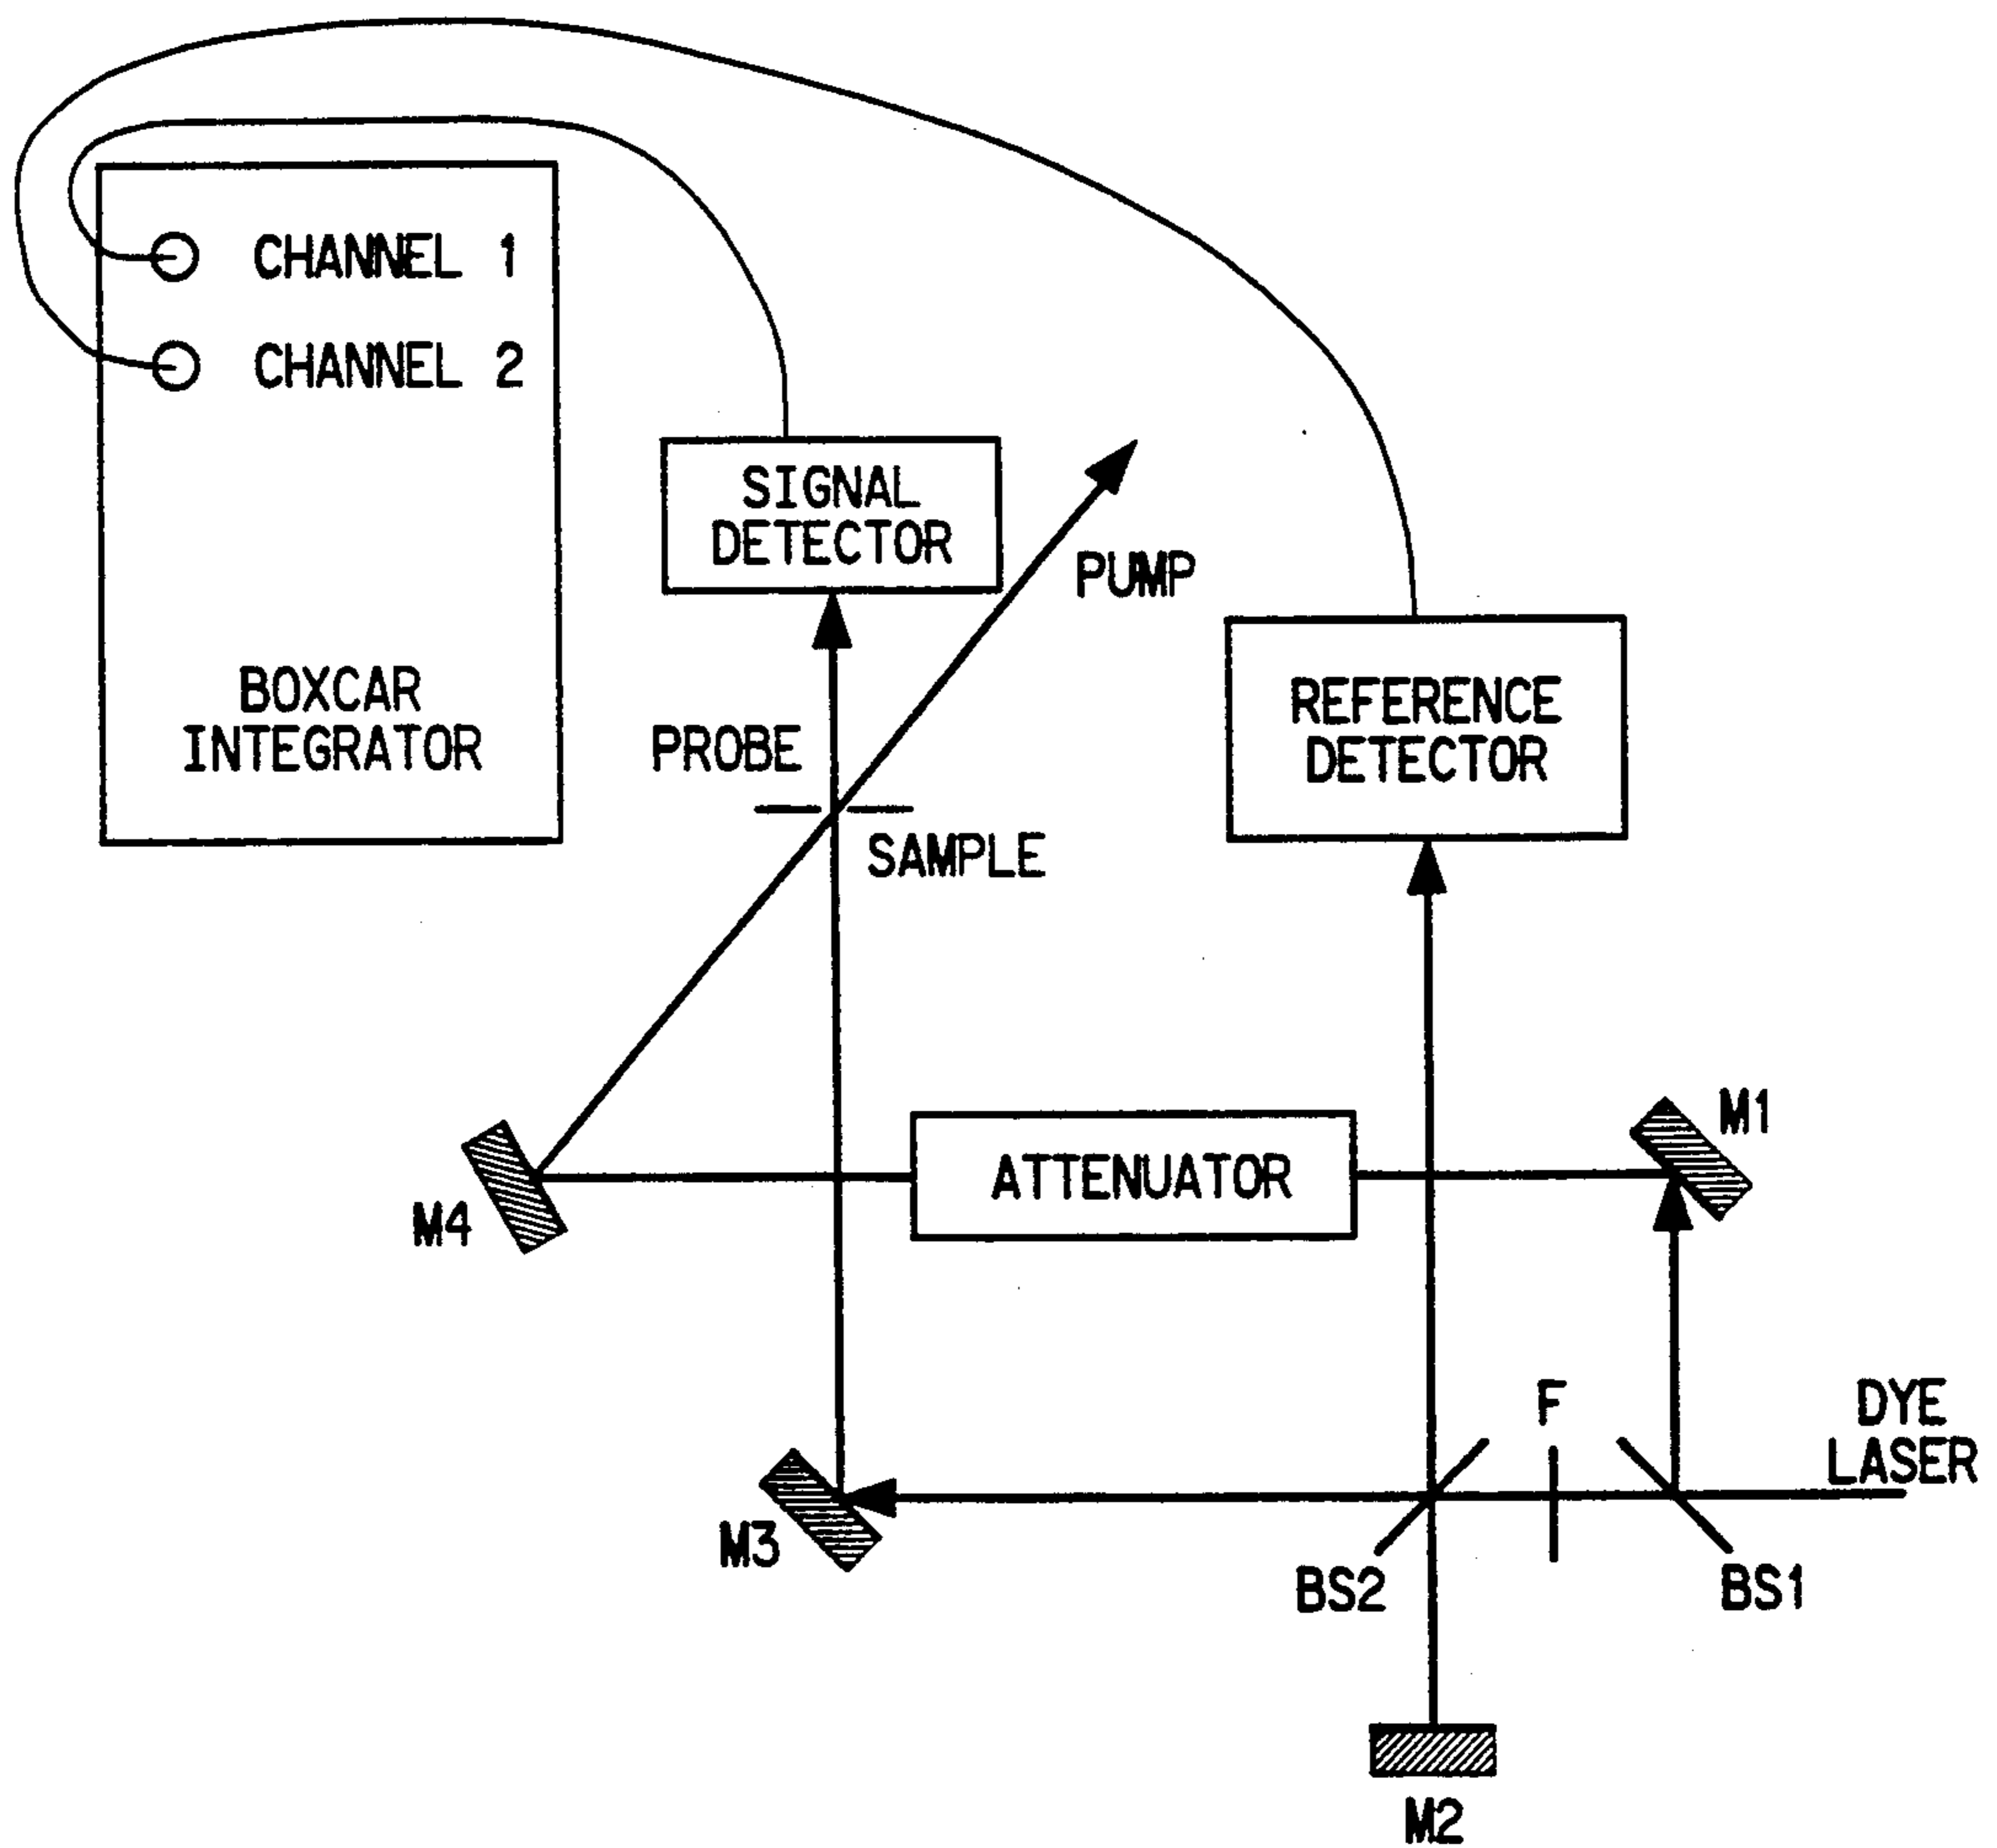 CHANNEL 1
CHANNEL 2
BOXCAR
INTEGRATOR
SIGNAL
DETECTOR
PUMP
PROBE
SAMPLE
REFERENCE
DETECTOR
M1
ATTENUATOR
M4
F
DYE
LASER
M3
BS2
BS1
M2